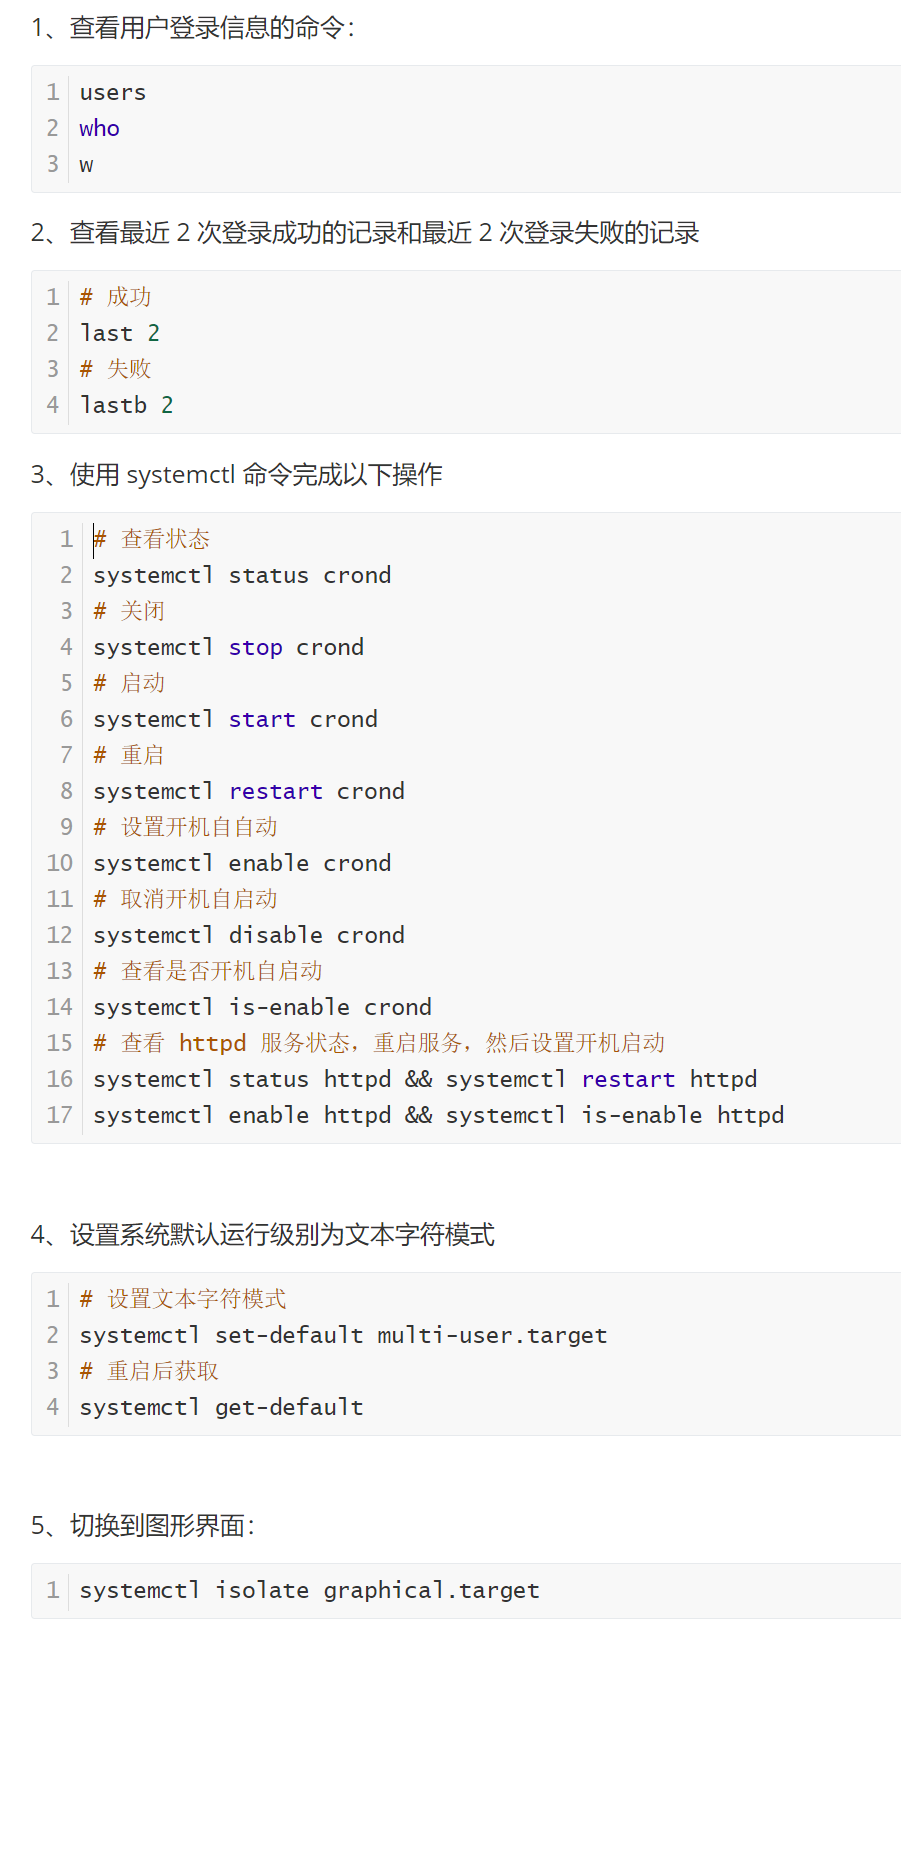 1、查看用户登录信息的命令：
1 users
2 who
3 w
2、查看最近 2 次登录成功的记录和最近 2 次登录失败的记录
1 # 成功
2 last 2
3 # 失败
4 lastb 2
3、使用 systemctl 命令完成以下操作
1 # 查看状态
2 systemctl status crond
3 # 关闭
4 systemctl stop crond
5 # 启动
6 systemctl start crond
7 # 重启
8 systemctl restart crond
9 # 设置开机自自动
10 systemctl enable crond
11 # 取消开机自启动
12 systemctl disable crond
13 # 查看是否开机自启动
14 systemctl is-enable crond
15 # 查看 httpd 服务状态，重启服务，然后设置开机启动
16 systemctl status httpd && systemctl restart httpd
17 systemctl enable httpd && systemctl is-enable httpd
4、设置系统默认运行级别为文本字符模式
1 # 设置文本字符模式
2 systemctl set-default multi-user.target
3 # 重启后获取
4 systemctl get-default
5、切换到图形界面：
1 systemctl isolate graphical.target